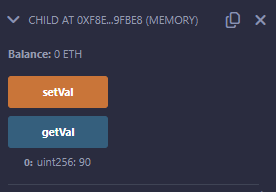 CHILD AT 0XF8E...9FBE8 (MEMORY)
Balance: 0 ETH
setVal
getVal
0: uint256: 90